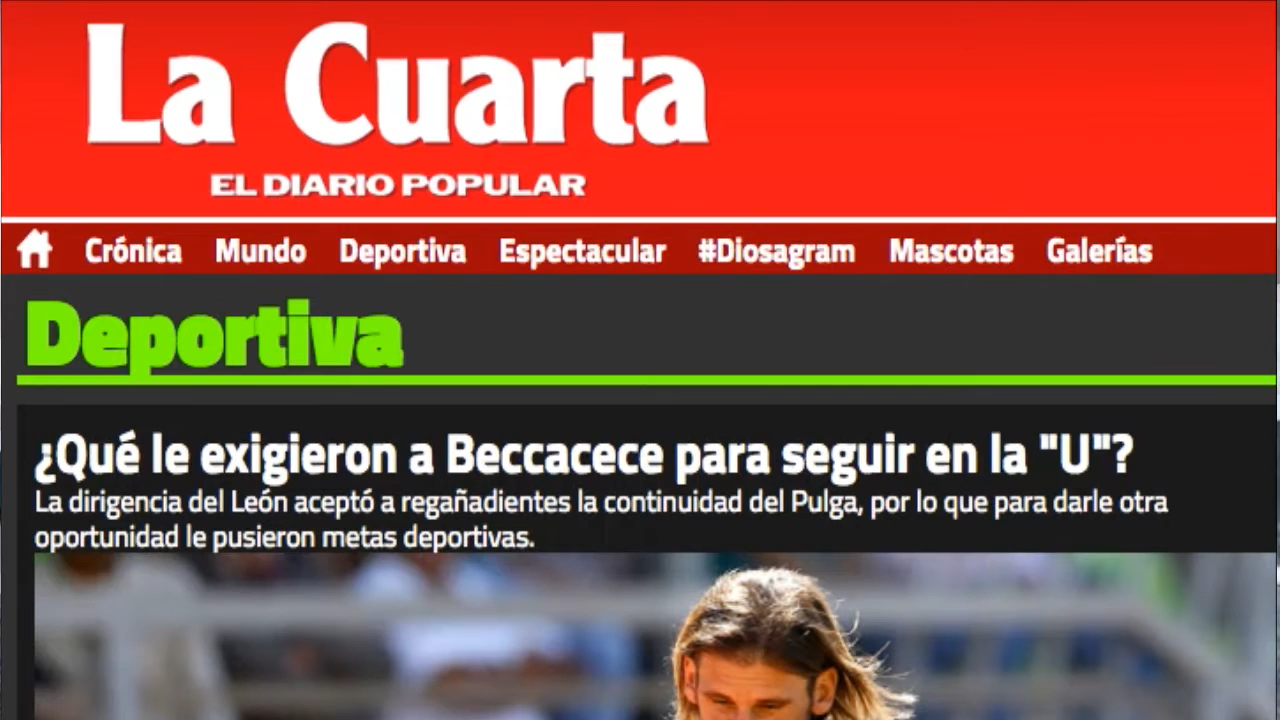 La Cuarta
EL DIARIO POPULAR
Crónica Mundo Deportiva Espectacular #Diosagram Mascotas Galerías
Deportiva
¿Qué le exigieron a Beccacece para seguir en la "U"?
La dirigencia del León aceptó a regañadientes la continuidad del Pulga, por lo que para darle otra
oportunidad le pusieron metas deportivas.